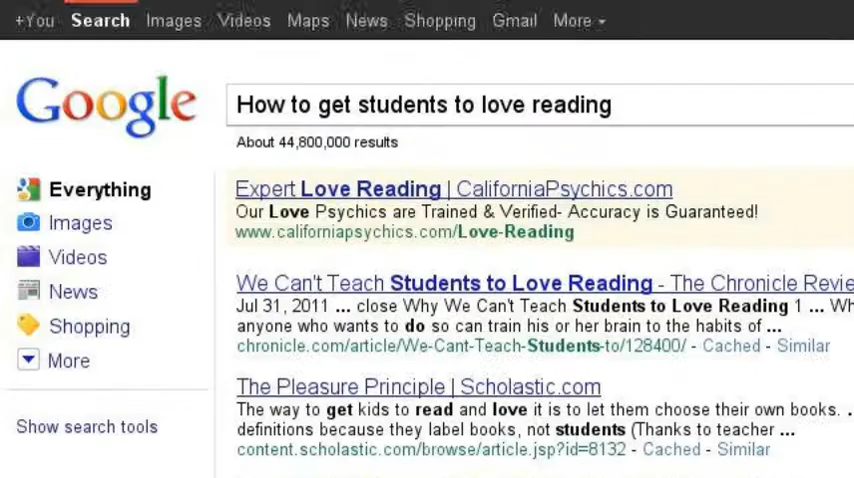 +You Search Images Videos Maps News Shopping Gmail More
Google
How to get students to love reading
About 44,800,000 results
Everything
Images
Videos
News
Shopping
More
Show search tools
Expert Love Reading | CaliforniaPsychics.com
Our Love Psychics are Trained & Verified- Accuracy is Guaranteed!
www.californiapsychics.com/Love-Reading
We Can't Teach Students to Love Reading - The Chronicle Revie
Jul 31, 2011 ... close Why We Can't Teach Students to Love Reading 1 ... Wh
anyone who wants to do so can train his or her brain to the habits of ...
chronicle.com/article/We-Cant-Teach-Students-to/128400/ - Cached - Similar
The Pleasure Principle | Scholastic.com
The way to get kids to read and love it is to let them choose their own books. .
definitions because they label books, not students (Thanks to teacher ...
content.scholastic.com/browse/article.jsp?id=8132 - Cached - Similar